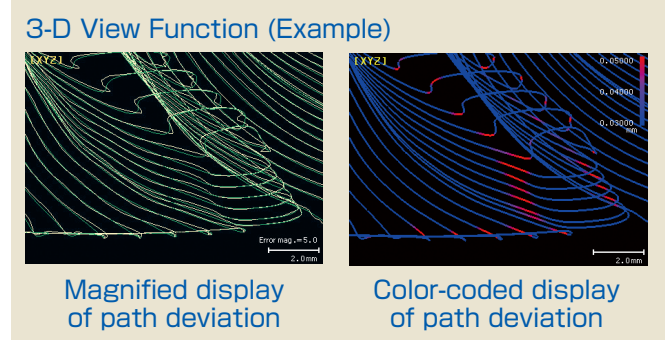 3-D View Function (Example)
[XYZ]
Error mag.=5.0
2.0mm
[XYZ]
0.05000
0.04000
0.03000
mm
2.0mm
Magnified display
of path deviation
Color-coded display
of path deviation